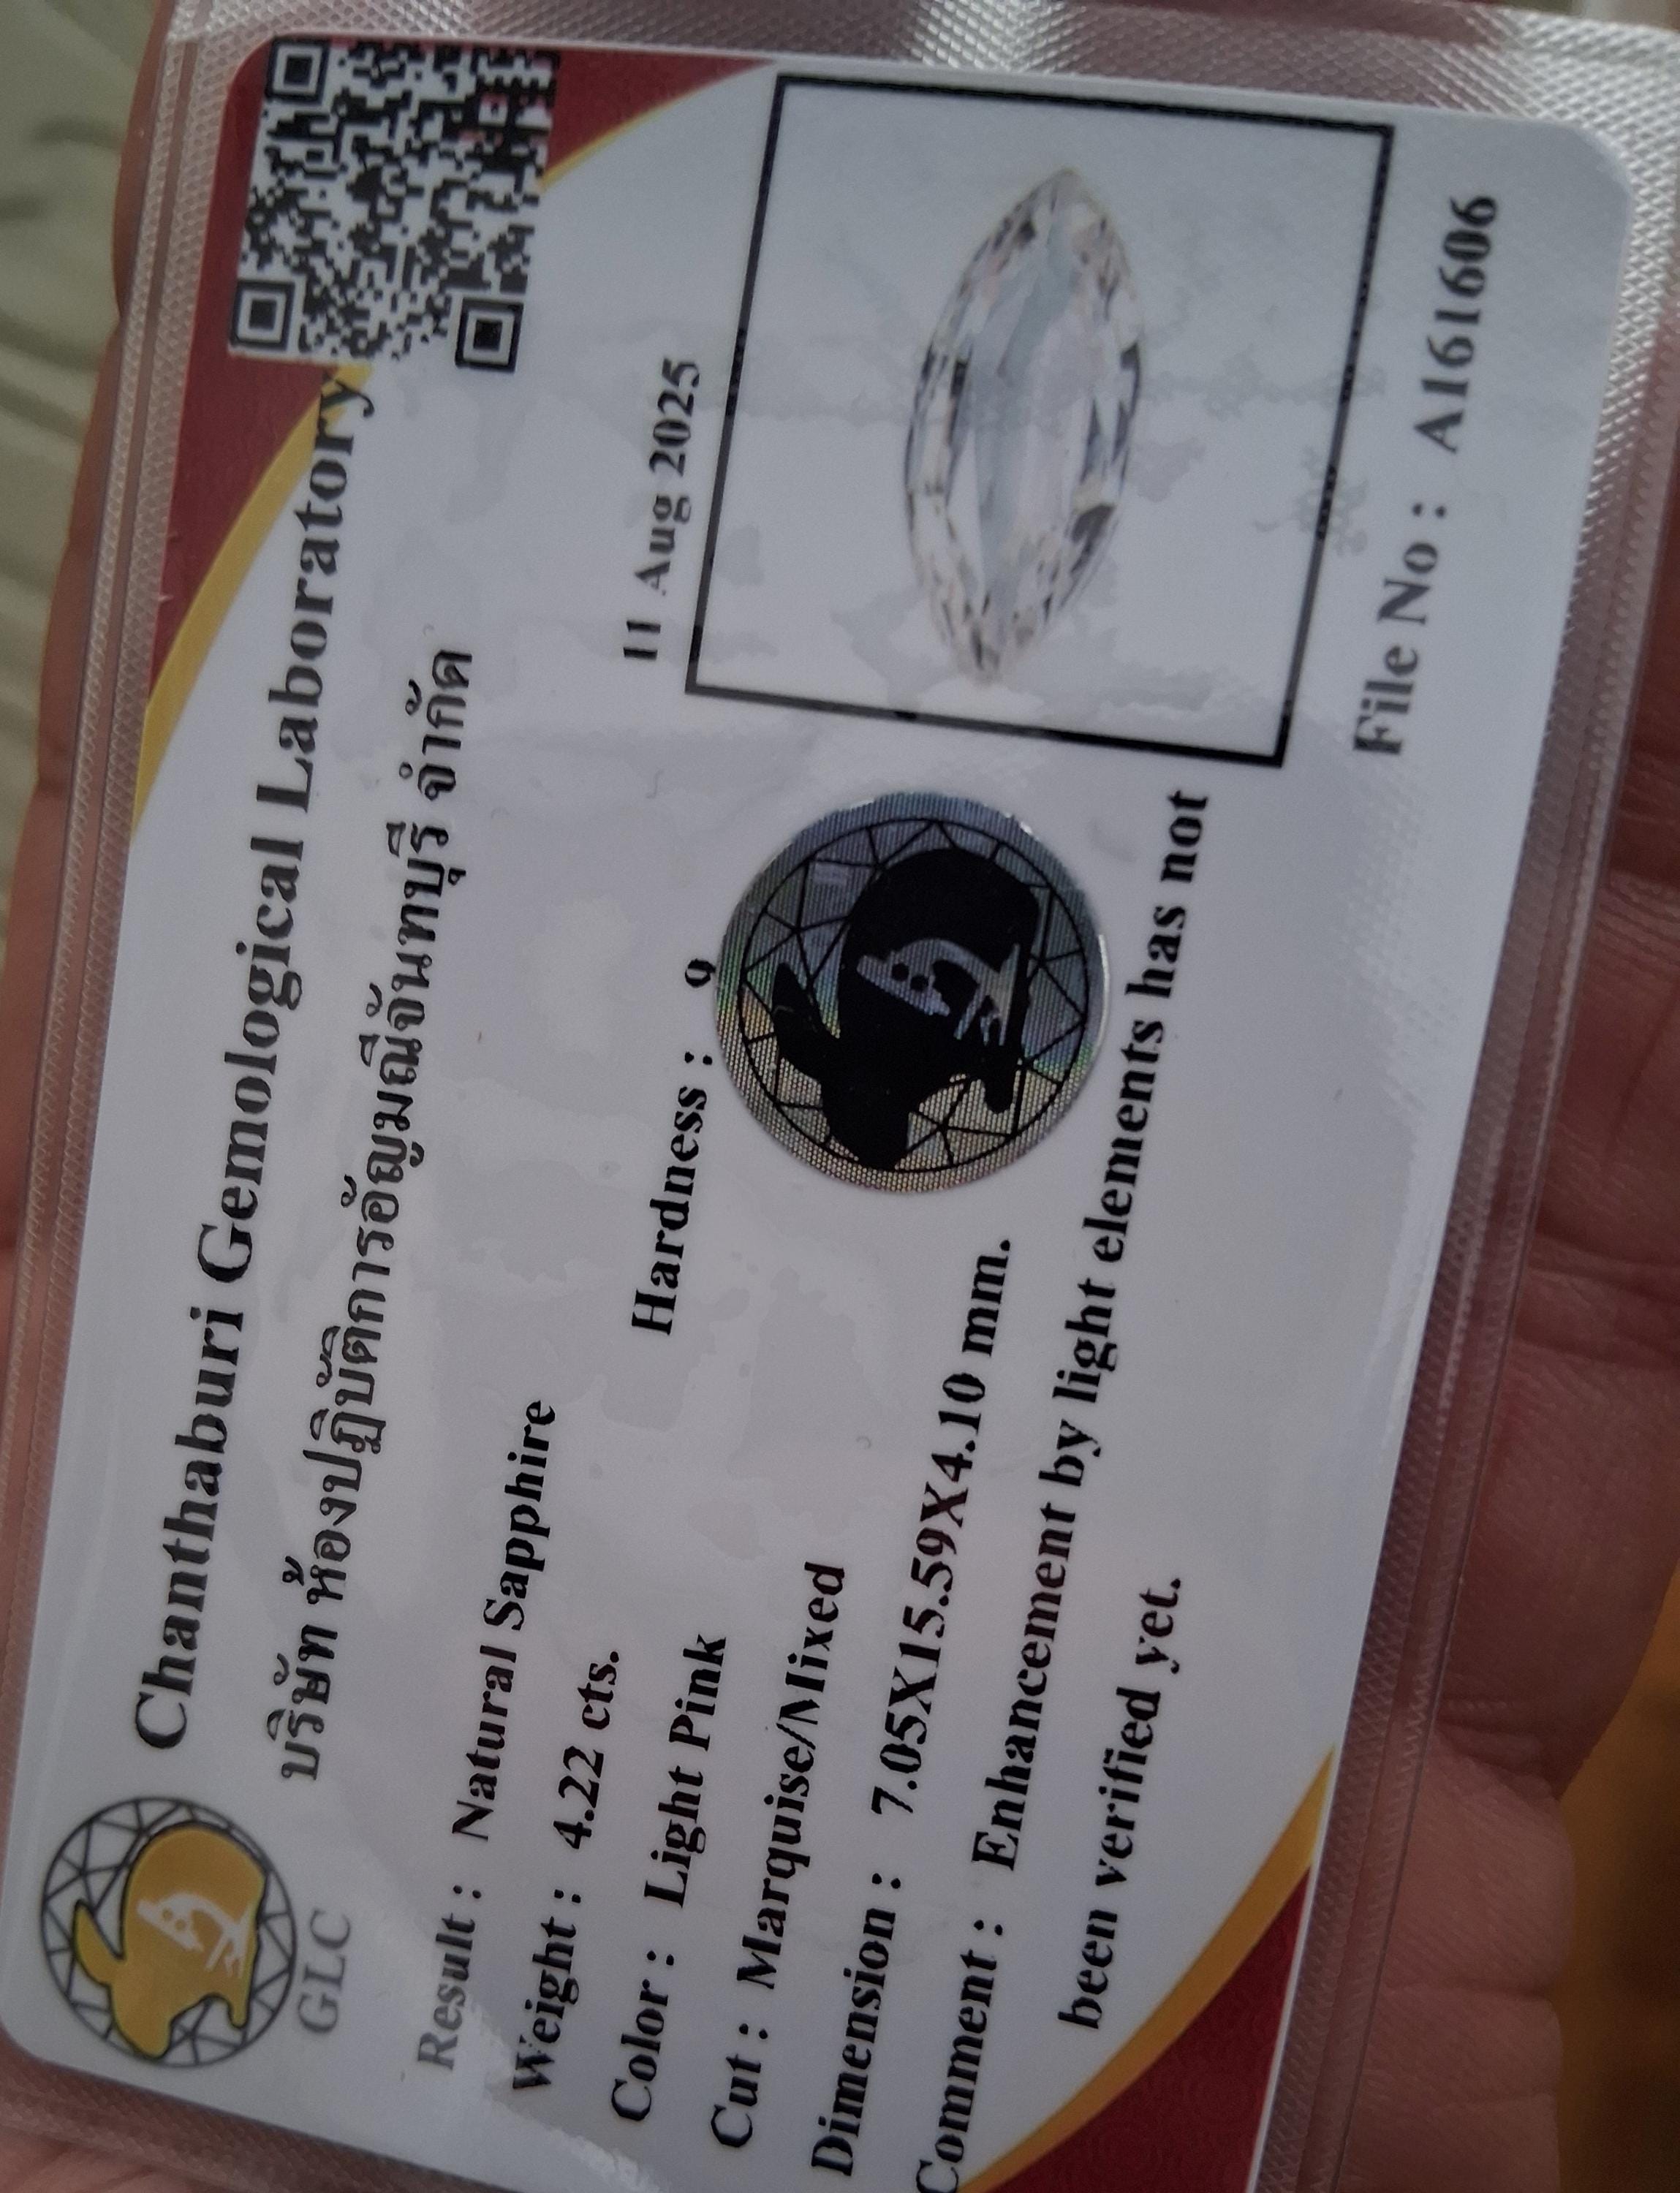 GLC
Chanthaburi Gemological Laboratory
บริษัท ห้องปฏิบัติการอัญมณีจันทบุรี จำกัด
11 Aug 2025
Result : Natural Sapphire
Weight : 4.22 cts.
Hardness : 9
Color : Light Pink
Cut : Marquise/Mixed
Dimension : 7.05X15.59X4.10 mm.
Comment : Enhancement by light elements has not
been verified yet.
File No : A161606